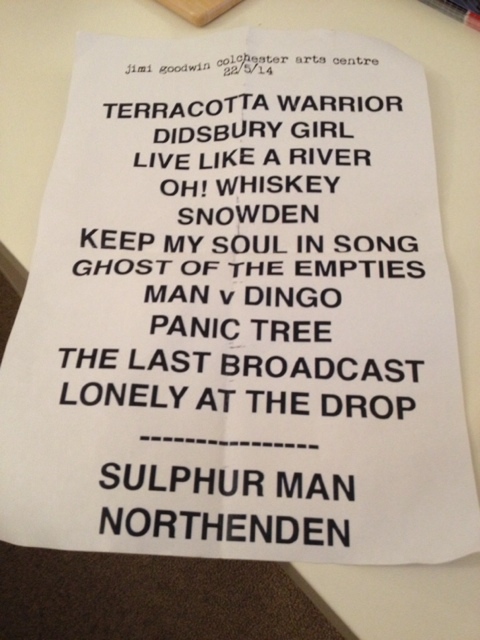 jimi goodwin colchester arts centre
22/5/14
TERRACOTTA WARRIOR
DIDSBURY GIRL
LIVE LIKE A RIVER
OH! WHISKEY
SNOWDEN
KEEP MY SOUL IN SONG
GHOST OF THE EMPTIES
MAN v DINGO
PANIC TREE
THE LAST BROADCAST
LONELY AT THE DROP
----------------
SULPHUR MAN
NORTHENDEN